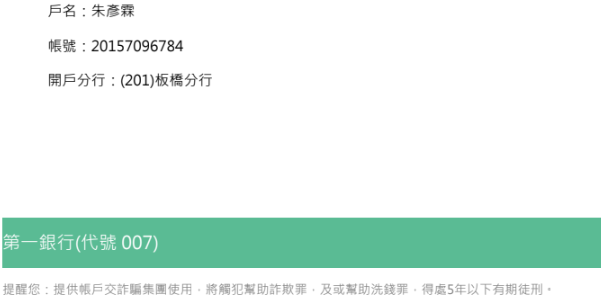 戶名：朱彥霖
帳號：20157096784
開戶分行：(201)板橋分行
第一銀行(代號 007)
提醒您：提供帳戶交詐騙集團使用，將觸犯幫助詐欺罪，及或幫助洗錢罪，得處5年以下有期徒刑。